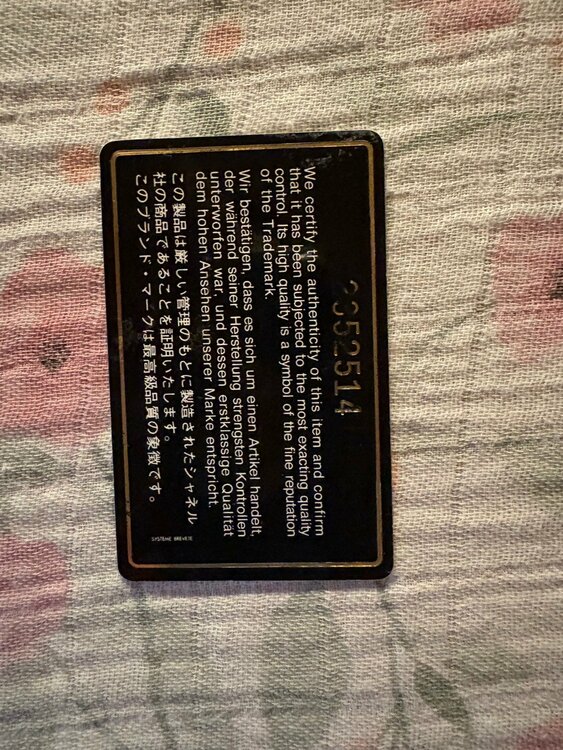 We certify the authenticity of this item and confirm
that it has been subjected to the most exacting quality
control. Its high quality is a symbol of the fine reputation
of the Trademark.
Wir bestätigen, dass es sich um einen Artikel handelt,
der während seiner Herstellung strengsten Kontrollen
unterworfen war, und dessen erstklassige Qualität
dem hohen Ansehen unserer Marke entspricht.
この製品は厳しい管理のもとに製造されたシャネル
社の商品であることを証明いたします。
このブランド・マークは最高級品質の象徴です。
SYSTEME BREVETE